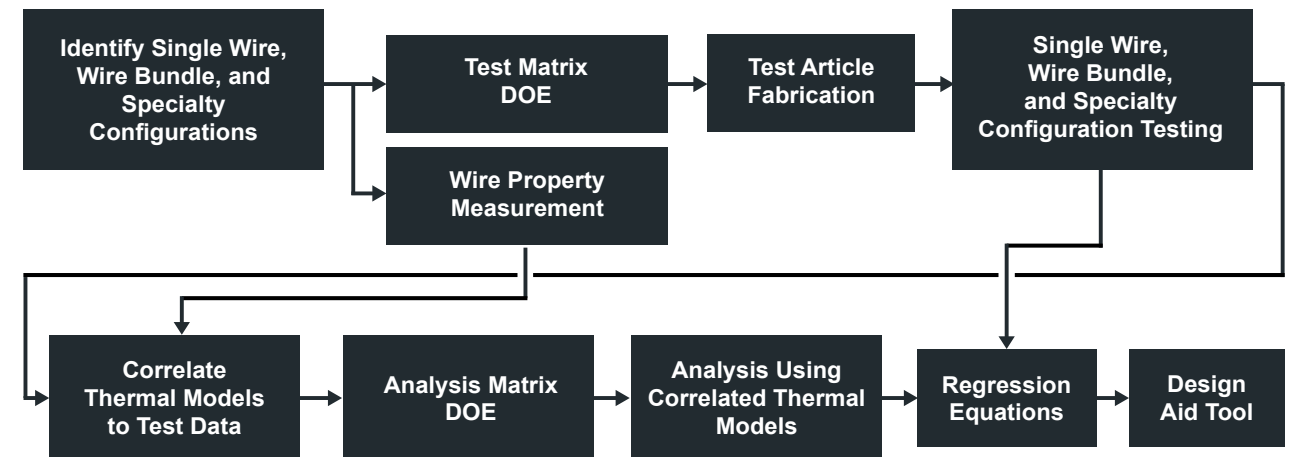 Identify Single Wire,
Wire Bundle, and
Specialty
Configurations
Test Matrix
DOE
Test Article
Fabrication
Single Wire,
Wire Bundle,
and Specialty
Configuration Testing
Wire Property
Measurement
Correlate
Thermal Models
to Test Data
Analysis Matrix
DOE
Analysis Using
Correlated Thermal
Models
Regression
Equations
Design
Aid Tool